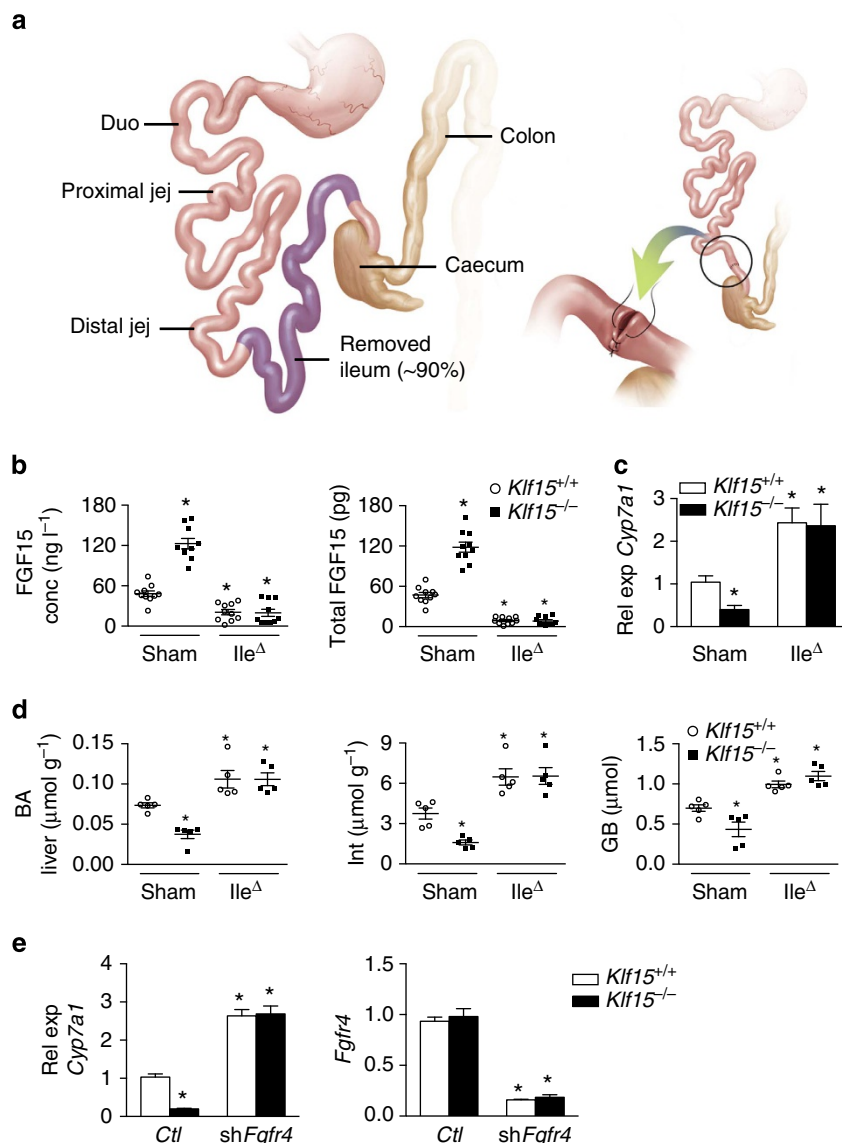 a
Duo
Proximal jej
Distal jej
Removed
ileum (~90%)
Caecum
Colon
b
FGF15
conc (ng l⁻¹)
180
120
60
0
*
*
*
Sham
Ile^Δ
Total FGF15 (pg)
180
120
60
0
*
*
*
Sham
Ile^Δ
Klf15^+/+
Klf15^−/−
c
Rel exp Cyp7a1
3
2
1
0
Klf15^+/+
Klf15^−/−
*
*
*
Sham
Ile^Δ
d
BA
liver (μmol g⁻¹)
0.15
0.10
0.05
0.00
*
*
*
Sham
Ile^Δ
Int (μmol g⁻¹)
9
6
3
0
*
*
*
Sham
Ile^Δ
GB (μmol)
1.5
1.0
0.5
0.0
Klf15^+/+
Klf15^−/−
*
*
*
Sham
Ile^Δ
e
Rel exp
Cyp7a1
4
3
2
1
0
*
*
*
Ctl
shFgfr4
Fgfr4
1.5
1.0
0.5
0.0
*
*
Ctl
shFgfr4
Klf15^+/+
Klf15^−/−